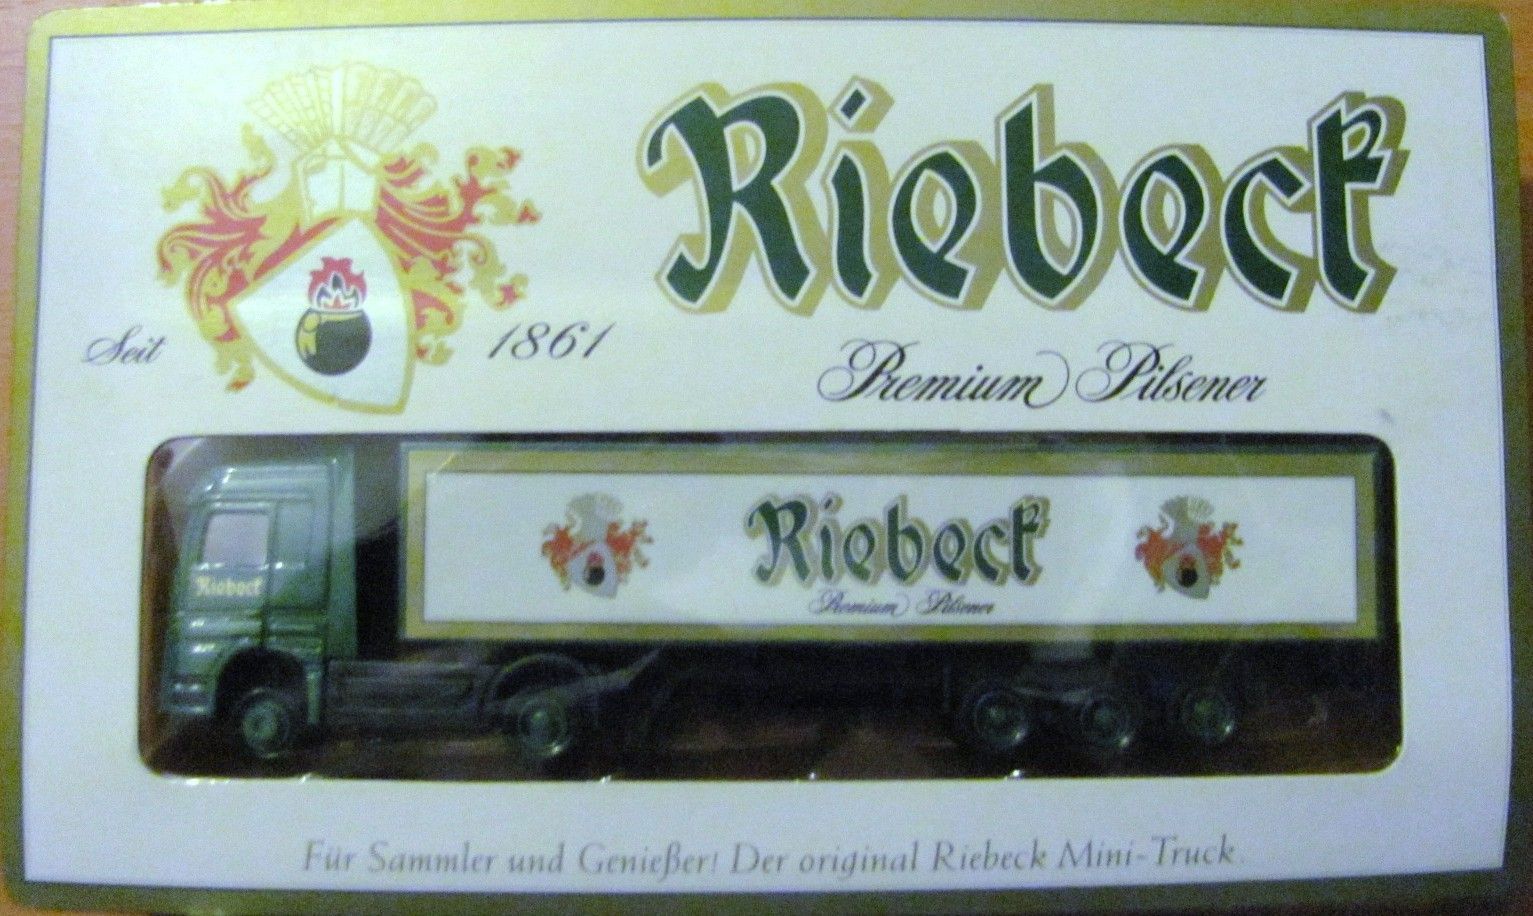 Riebeck
Seit 1861
Premium Pilsener
Riebeck
Riebeck
Premium Pilsener
Für Sammler und Genießer! Der original Riebeck Mini-Truck.